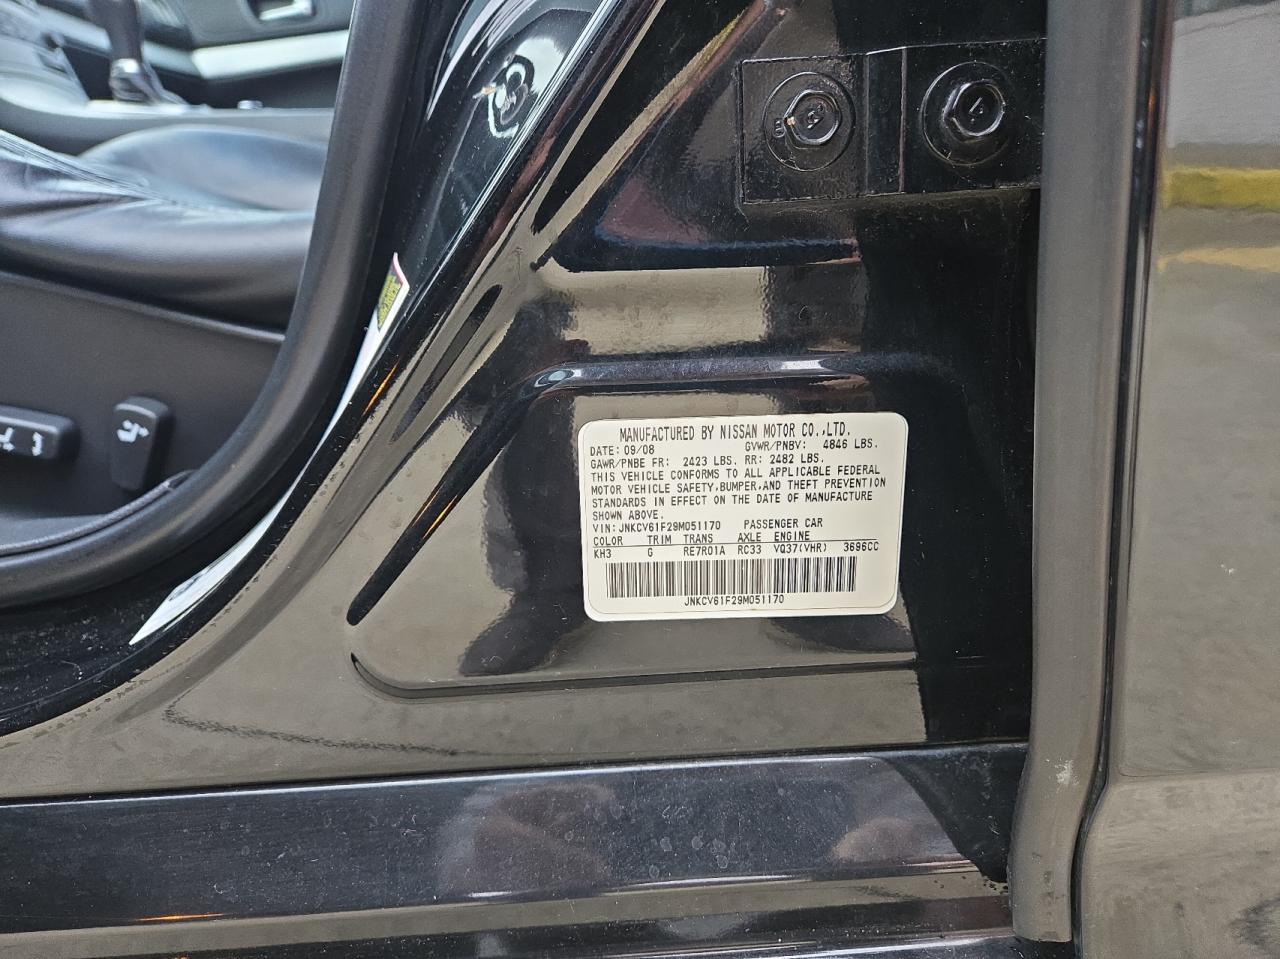 MANUFACTURED BY NISSAN MOTOR CO.,LTD.
DATE: 09/08 GVWR/PNBV: 4846 LBS.
GAWR/PNBE FR: 2423 LBS. RR: 2482 LBS.
THIS VEHICLE CONFORMS TO ALL APPLICABLE FEDERAL
MOTOR VEHICLE SAFETY,BUMPER,AND THEFT PREVENTION
STANDARDS IN EFFECT ON THE DATE OF MANUFACTURE
SHOWN ABOVE.
VIN:JNKCV61F29M051170 PASSENGER CAR
COLOR TRIM TRANS AXLE ENGINE
KH3 G RE7R01A RC33 VQ37(VHR) 3696CC
JNKCV61F29M051170